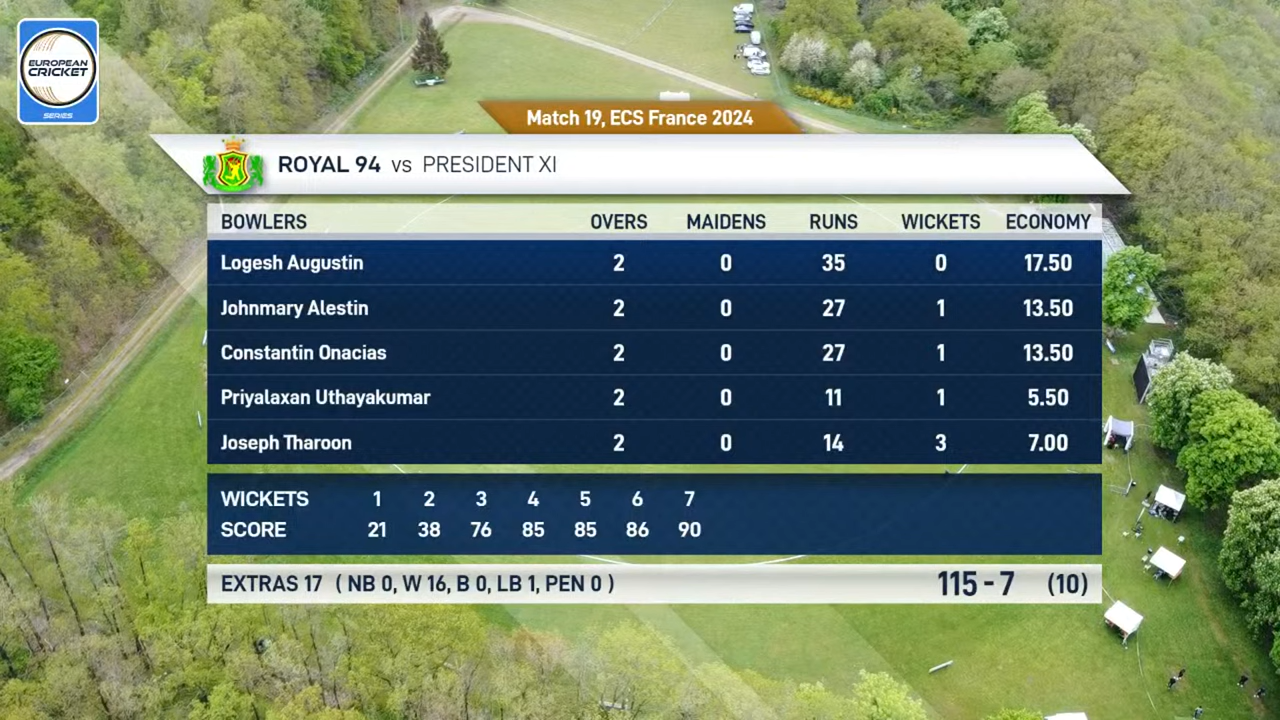 EUROPEAN
CRICKET
SERIES
Match 19, ECS France 2024
ROYAL 94 vs PRESIDENT XI
BOWLERS OVERS MAIDENS RUNS WICKETS ECONOMY
Logesh Augustin 2 0 35 0 17.50
Johnmary Alestin 2 0 27 1 13.50
Constantin Onacias 2 0 27 1 13.50
Priyalaxan Uthayakumar 2 0 11 1 5.50
Joseph Tharoon 2 0 14 3 7.00
WICKETS 1 2 3 4 5 6 7
SCORE 21 38 76 85 85 86 90
EXTRAS 17 ( NB 0, W 16, B 0, LB 1, PEN 0 ) 115 - 7 (10)